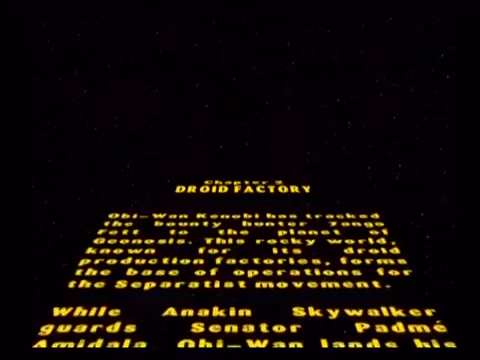 Chapter 2
DROID FACTORY
Obi-Wan Kenobi has tracked
the bounty hunter Jango
Fett to the planet of
Geonosis. This rocky world,
known for its droid
production factories, forms
the base of operations for
the Separatist movement.
While Anakin Skywalker
guards Senator Padmé
Amidala, Obi-Wan lands his